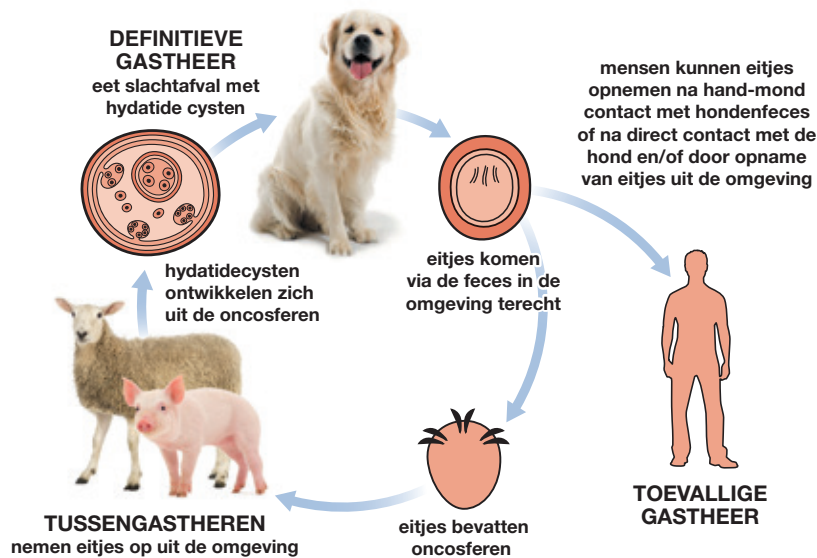 DEFINITIEVE
GASTHEER
eet slachtafval met
hydatide cysten
mensen kunnen eitjes
opnemen na hand-mond
contact met hondenfeces
of na direct contact met de
hond en/of door opname
van eitjes uit de omgeving
eitjes komen
via de feces in de
omgeving terecht
hydatidecysten
ontwikkelen zich
uit de oncosferen
TUSSENGASTHEREN
nemen eitjes op uit de omgeving
eitjes bevatten
oncosferen
TOEVALLIGE
GASTHEER